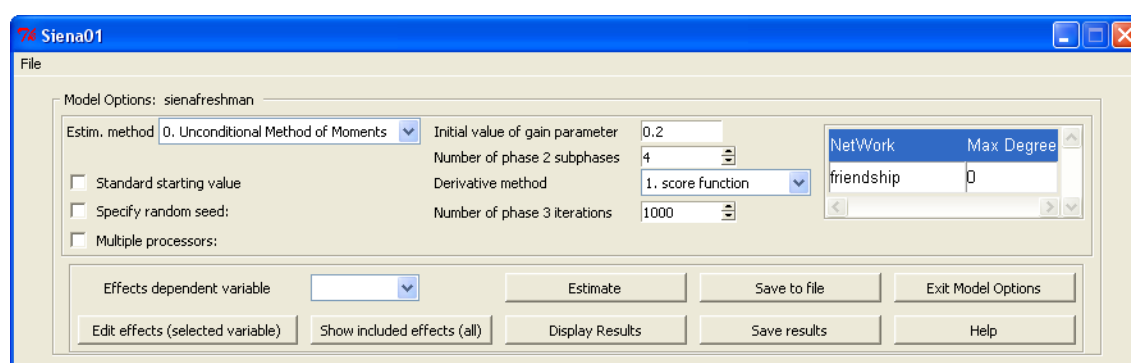 Siena01
File
Model Options: sienafreshman
Estim. method 0. Unconditional Method of Moments
Initial value of gain parameter 0.2
Number of phase 2 subphases 4
NetWork Max Degree
Standard starting value
Derivative method 1. score function
friendship 0
Specify random seed:
Number of phase 3 iterations 1000
Multiple processors:
Effects dependent variable
Estimate
Save to file
Exit Model Options
Edit effects (selected variable)
Show included effects (all)
Display Results
Save results
Help